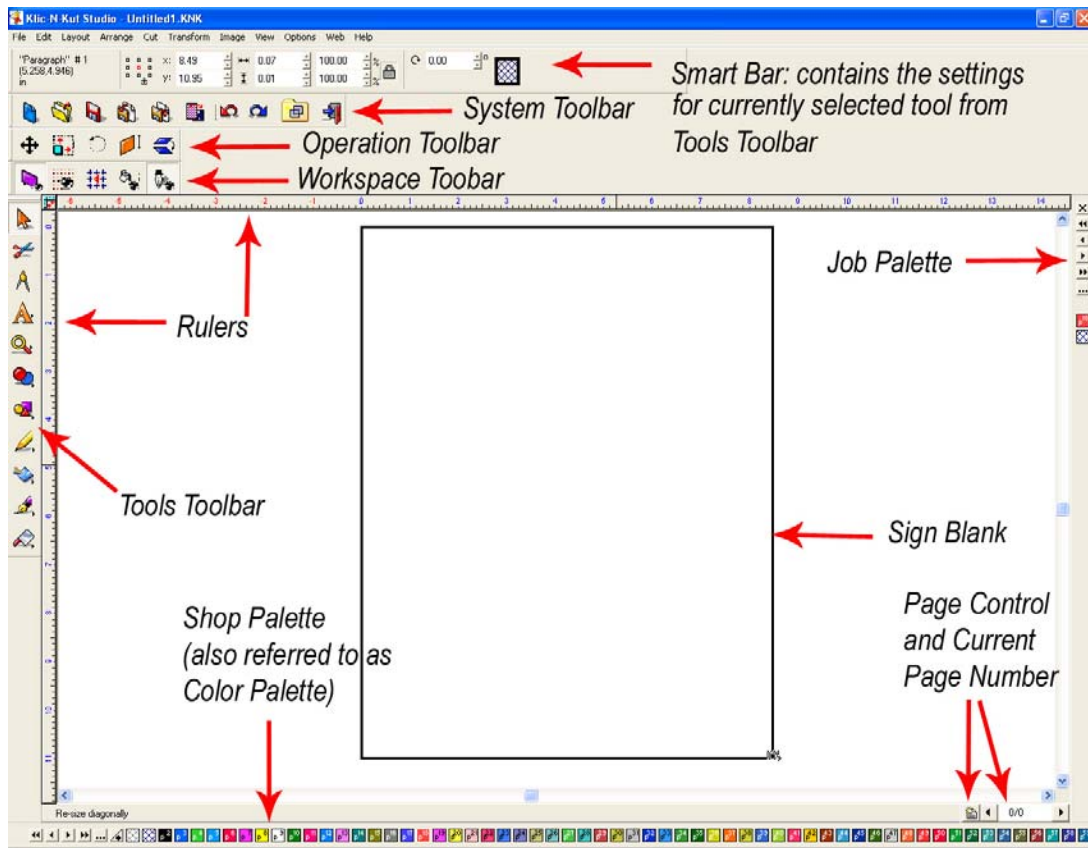 Klic-N-Kut Studio - Untitled1.KNK
File Edit Layout Arrange Cut Transform Image View Options Web Help
"Paragraph" # 1
(5.258,4.946)
in
x: 8.49 0.07 100.00 % 0.00 °
y: 10.95 0.01 100.00 %
Smart Bar: contains the settings
for currently selected tool from
Tools Toolbar
System Toolbar
Operation Toolbar
Workspace Toobar
Job Palette
Rulers
Tools Toolbar
Sign Blank
Shop Palette
(also referred to as
Color Palette)
Page Control
and Current
Page Number
Re-size diagonally
0/0